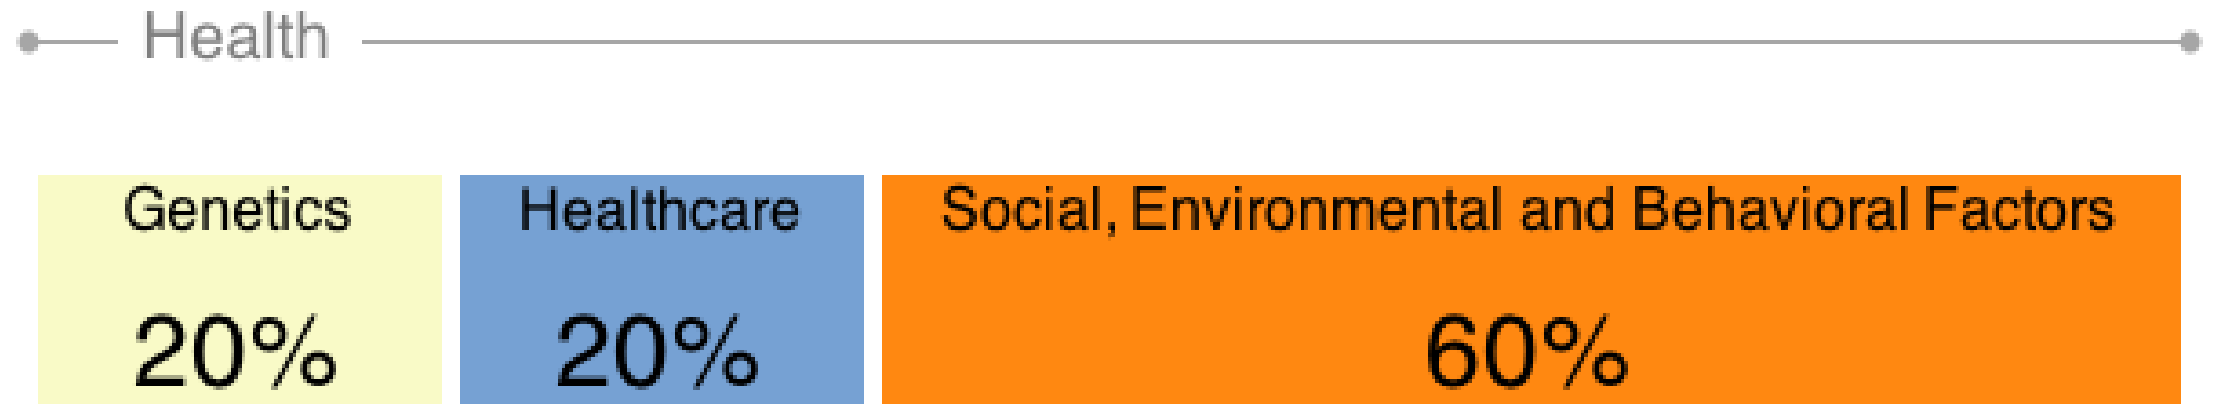 Health
Genetics
Healthcare
Social, Environmental and Behavioral Factors
20%
20%
60%